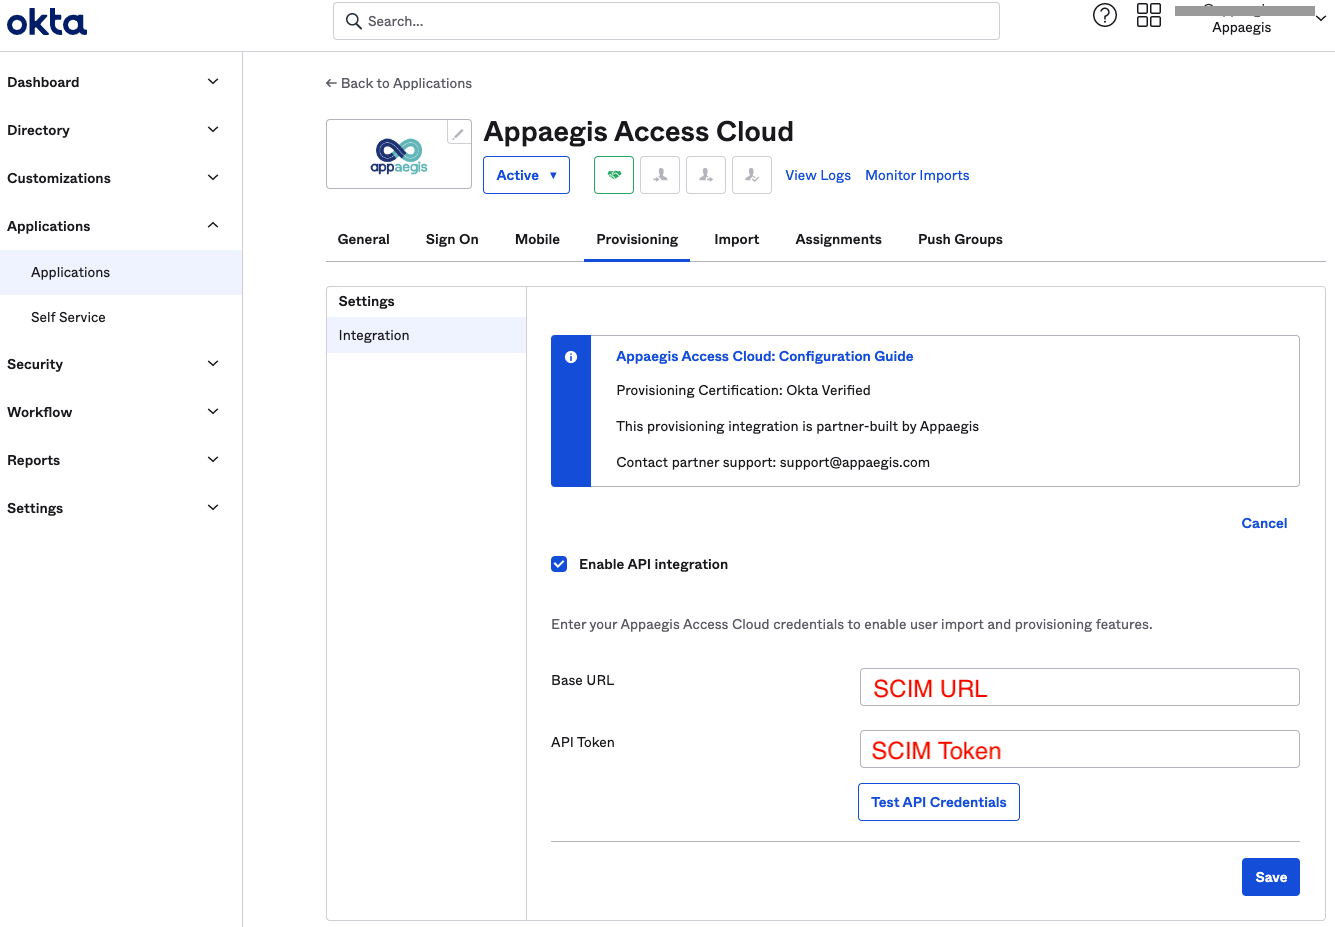 okta
Search...
Appaegis
Dashboard
Directory
Customizations
Applications
Applications
Self Service
Security
Workflow
Reports
Settings
← Back to Applications
appaegis
Appaegis Access Cloud
Active ▼
View Logs
Monitor Imports
General
Sign On
Mobile
Provisioning
Import
Assignments
Push Groups
Settings
Integration
Appaegis Access Cloud: Configuration Guide
Provisioning Certification: Okta Verified
This provisioning integration is partner-built by Appaegis
Contact partner support: support@appaegis.com
Cancel
Enable API integration
Enter your Appaegis Access Cloud credentials to enable user import and provisioning features.
Base URL
SCIM URL
API Token
SCIM Token
Test API Credentials
Save